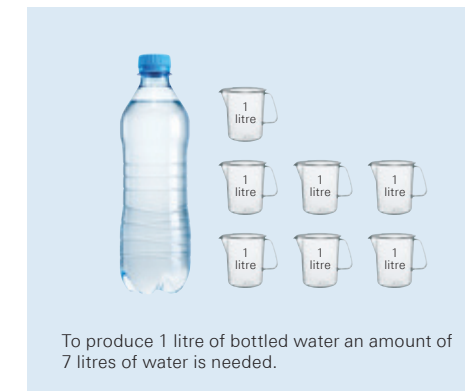 1
litre
1
litre
1
litre
1
litre
1
litre
1
litre
1
litre
To produce 1 litre of bottled water an amount of
7 litres of water is needed.